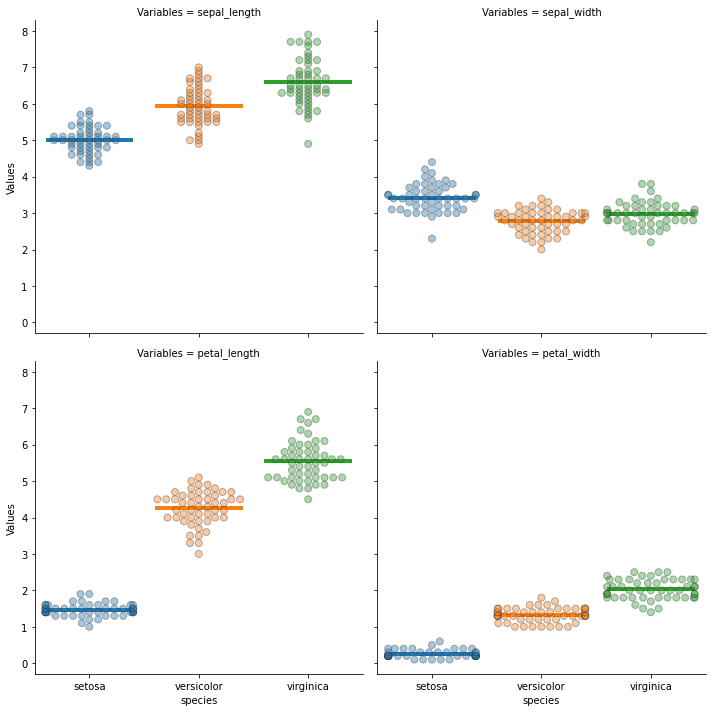 Variables = sepal_length
Variables = sepal_width
8
7
6
5
4
3
2
1
0
Values
Variables = petal_length
Variables = petal_width
8
7
6
5
4
3
2
1
0
Values
setosa
versicolor
virginica
setosa
versicolor
virginica
species
species